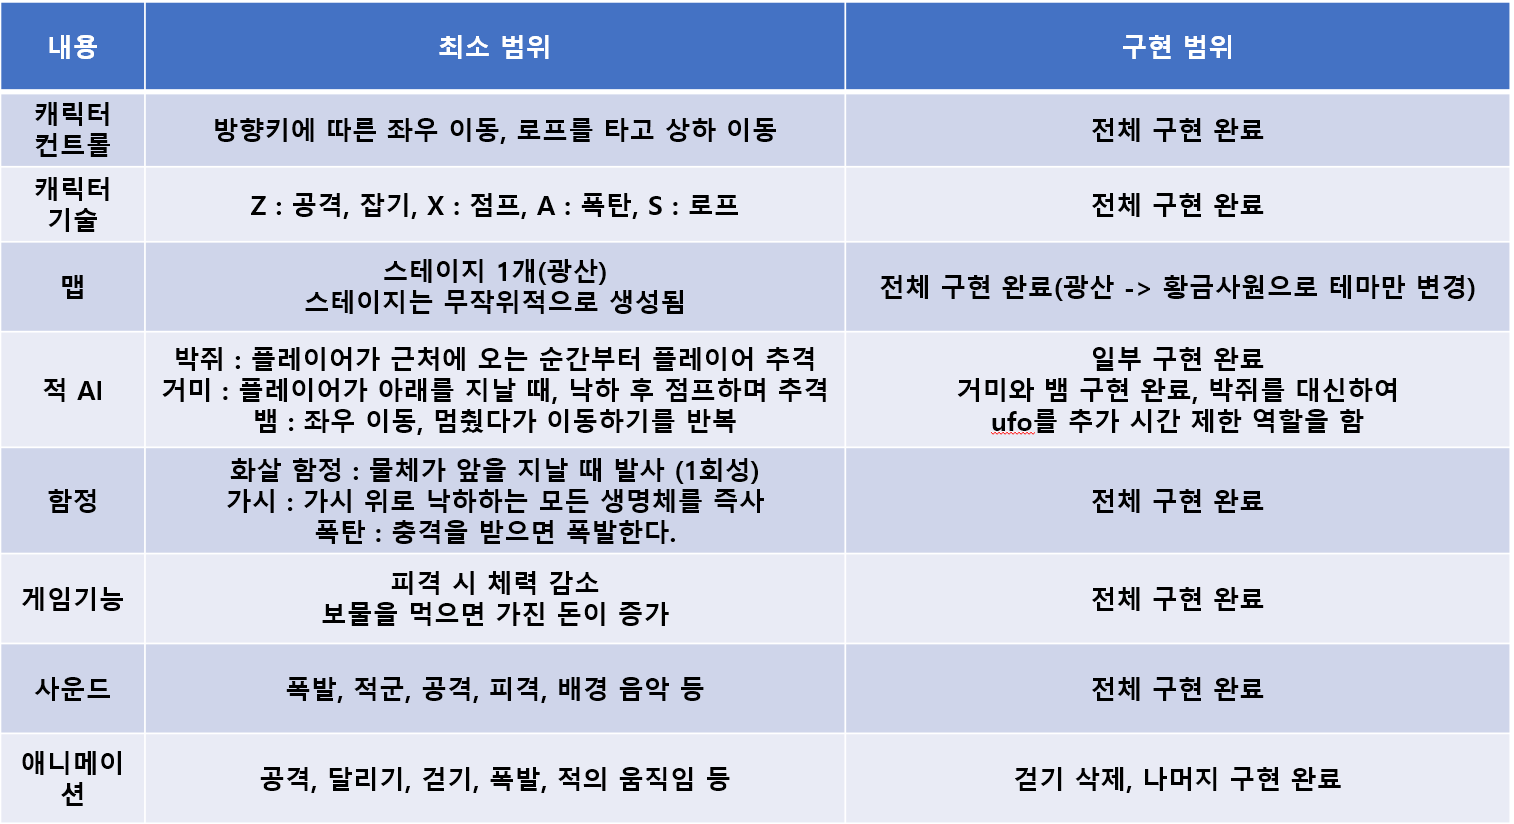 내용
최소 범위
구현 범위
캐릭터
컨트롤
방향키에 따른 좌우 이동, 로프를 타고 상하 이동
전체 구현 완료
캐릭터
기술
Z : 공격, 잡기, X : 점프, A : 폭탄, S : 로프
전체 구현 완료
맵
스테이지 1개(광산)
스테이지는 무작위적으로 생성됨
전체 구현 완료(광산 -> 황금사원으로 테마만 변경)
적 AI
박쥐 : 플레이어가 근처에 오는 순간부터 플레이어 추격
거미 : 플레이어가 아래를 지날 때, 낙하 후 점프하며 추격
뱀 : 좌우 이동, 멈췄다가 이동하기를 반복
일부 구현 완료
거미와 뱀 구현 완료, 박쥐를 대신하여
ufo를 추가 시간 제한 역할을 함
함정
화살 함정 : 물체가 앞을 지날 때 발사 (1회성)
가시 : 가시 위로 낙하하는 모든 생명체를 즉사
폭탄 : 충격을 받으면 폭발한다.
전체 구현 완료
게임기능
피격 시 체력 감소
보물을 먹으면 가진 돈이 증가
전체 구현 완료
사운드
폭발, 적군, 공격, 피격, 배경 음악 등
전체 구현 완료
애니메이
션
공격, 달리기, 걷기, 폭발, 적의 움직임 등
걷기 삭제, 나머지 구현 완료